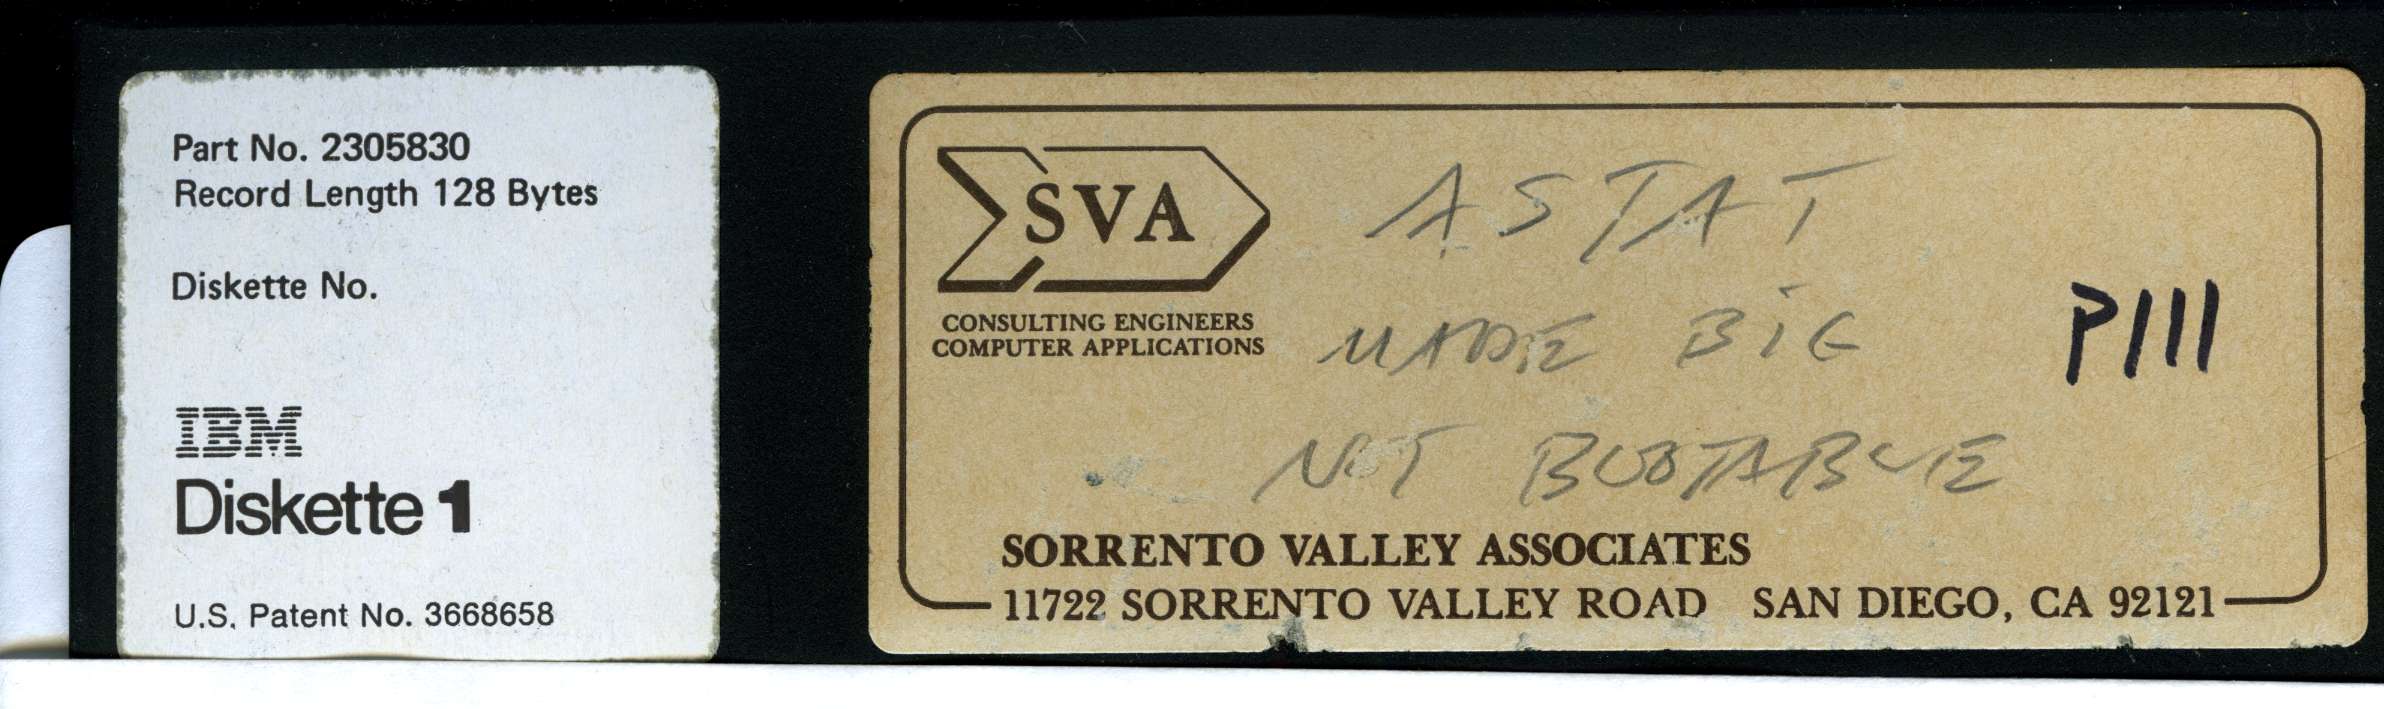 Part No. 2305830
Record Length 128 Bytes
Diskette No.
IBM
Diskette 1
U.S. Patent No. 3668658
SVA
CONSULTING ENGINEERS
COMPUTER APPLICATIONS
ASTAT
MADE BIG
P111
NOT BOOTABLE
SORRENTO VALLEY ASSOCIATES
11722 SORRENTO VALLEY ROAD SAN DIEGO, CA 92121